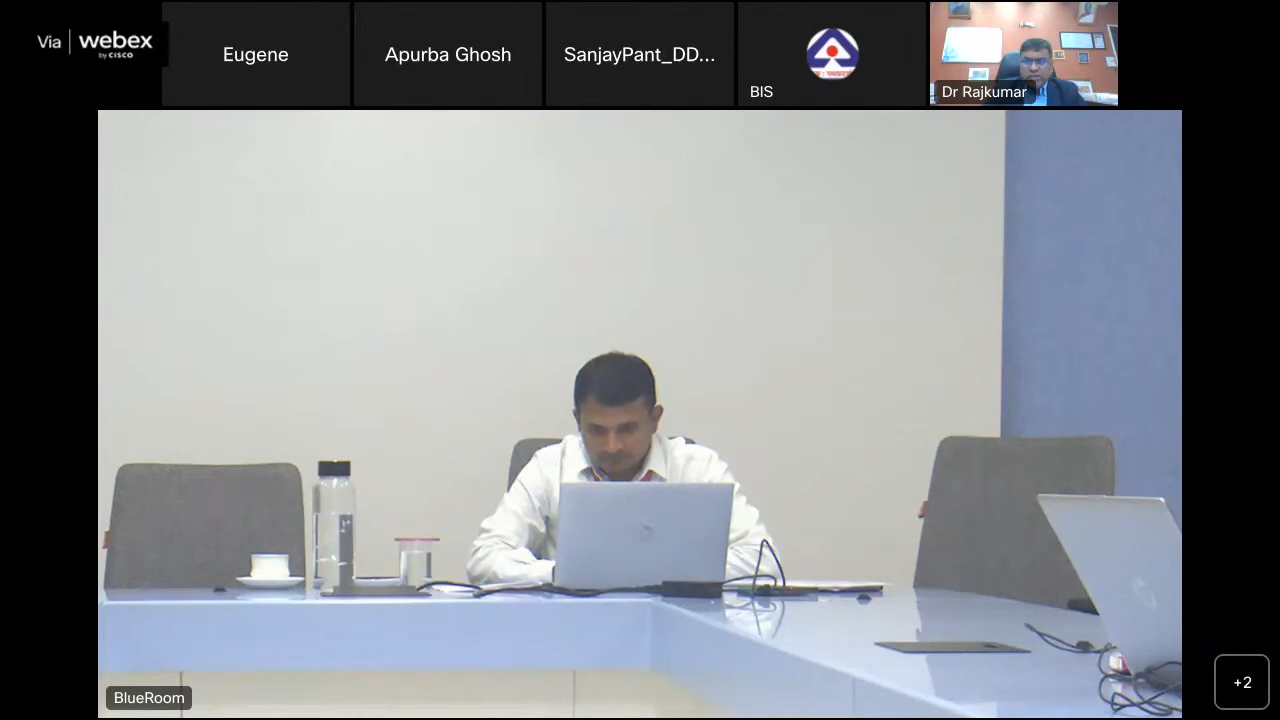 Via webex
by CISCO
Eugene
Apurba Ghosh
SanjayPant_DD...
BIS
Dr Rajkumar
BlueRoom
+2